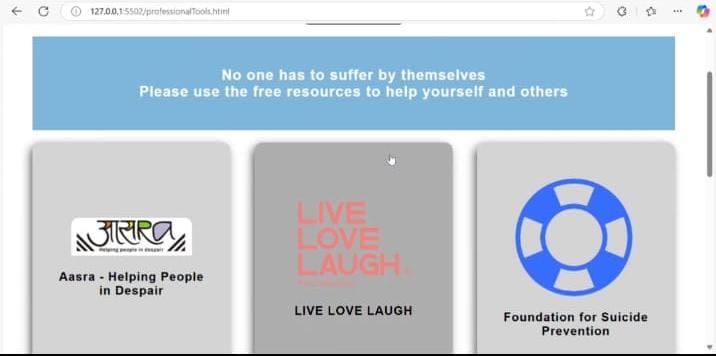 127.0.0.1:5502/professionalTools.html
No one has to suffer by themselves
Please use the free resources to help yourself and others
आसरा
Helping people in despair
Aasra - Helping People
in Despair
LIVE
LOVE
LAUGH
LIVE LOVE LAUGH
Foundation for Suicide
Prevention